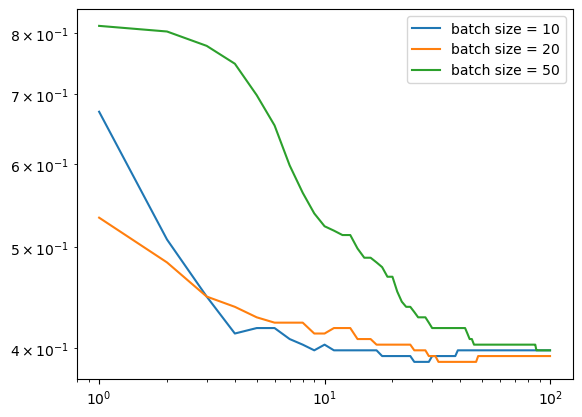 batch size = 10
batch size = 20
batch size = 50
8 × 10⁻¹
7 × 10⁻¹
6 × 10⁻¹
5 × 10⁻¹
4 × 10⁻¹
10⁰ 10¹ 10²